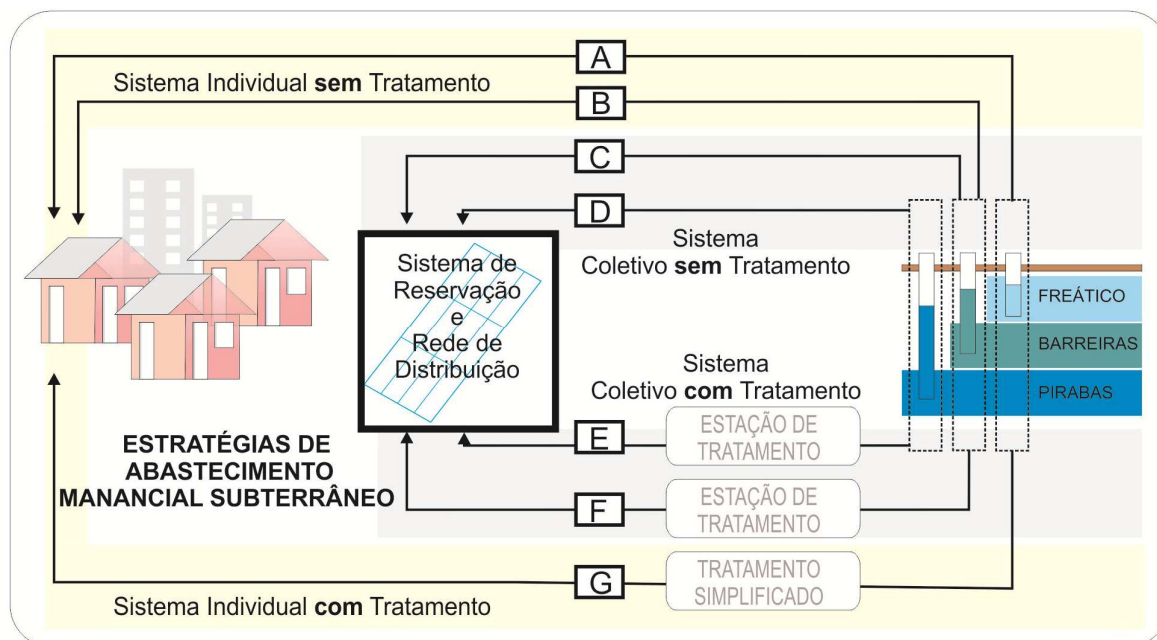 A
Sistema Individual sem Tratamento
B
C
D
Sistema
Coletivo sem Tratamento
Sistema de
Reservação
e
Rede de
Distribuição
FREÁTICO
BARREIRAS
PIRABAS
Sistema
Coletivo com Tratamento
ESTRATÉGIAS DE
ABASTECIMENTO
MANANCIAL SUBTERRÂNEO
E
ESTAÇÃO DE
TRATAMENTO
F
ESTAÇÃO DE
TRATAMENTO
G
TRATAMENTO
SIMPLIFICADO
Sistema Individual com Tratamento